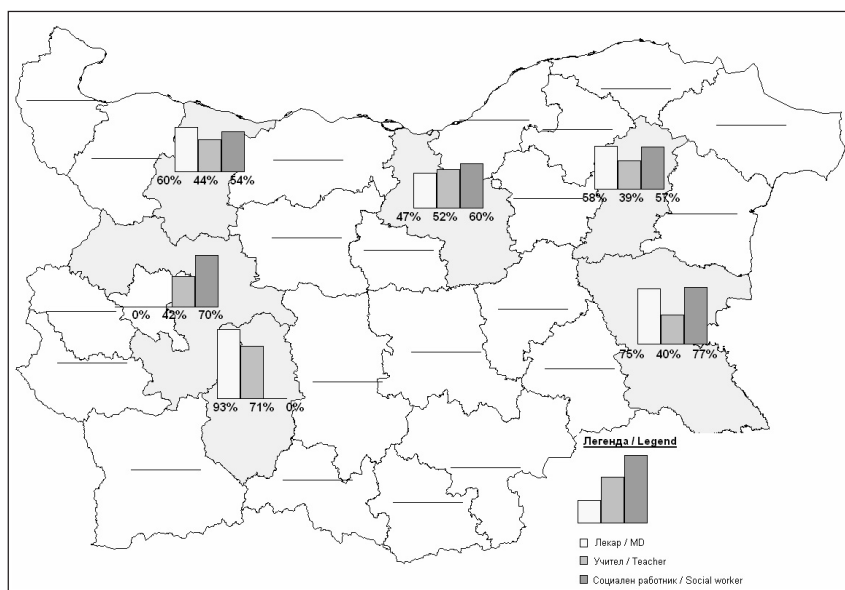 60% 44% 54%
47% 52% 60%
58% 39% 57%
0% 42% 70%
75% 40% 77%
93% 71% 0%
Легенда / Legend
Лекар / MD
Учител / Teacher
Социален работник / Social worker